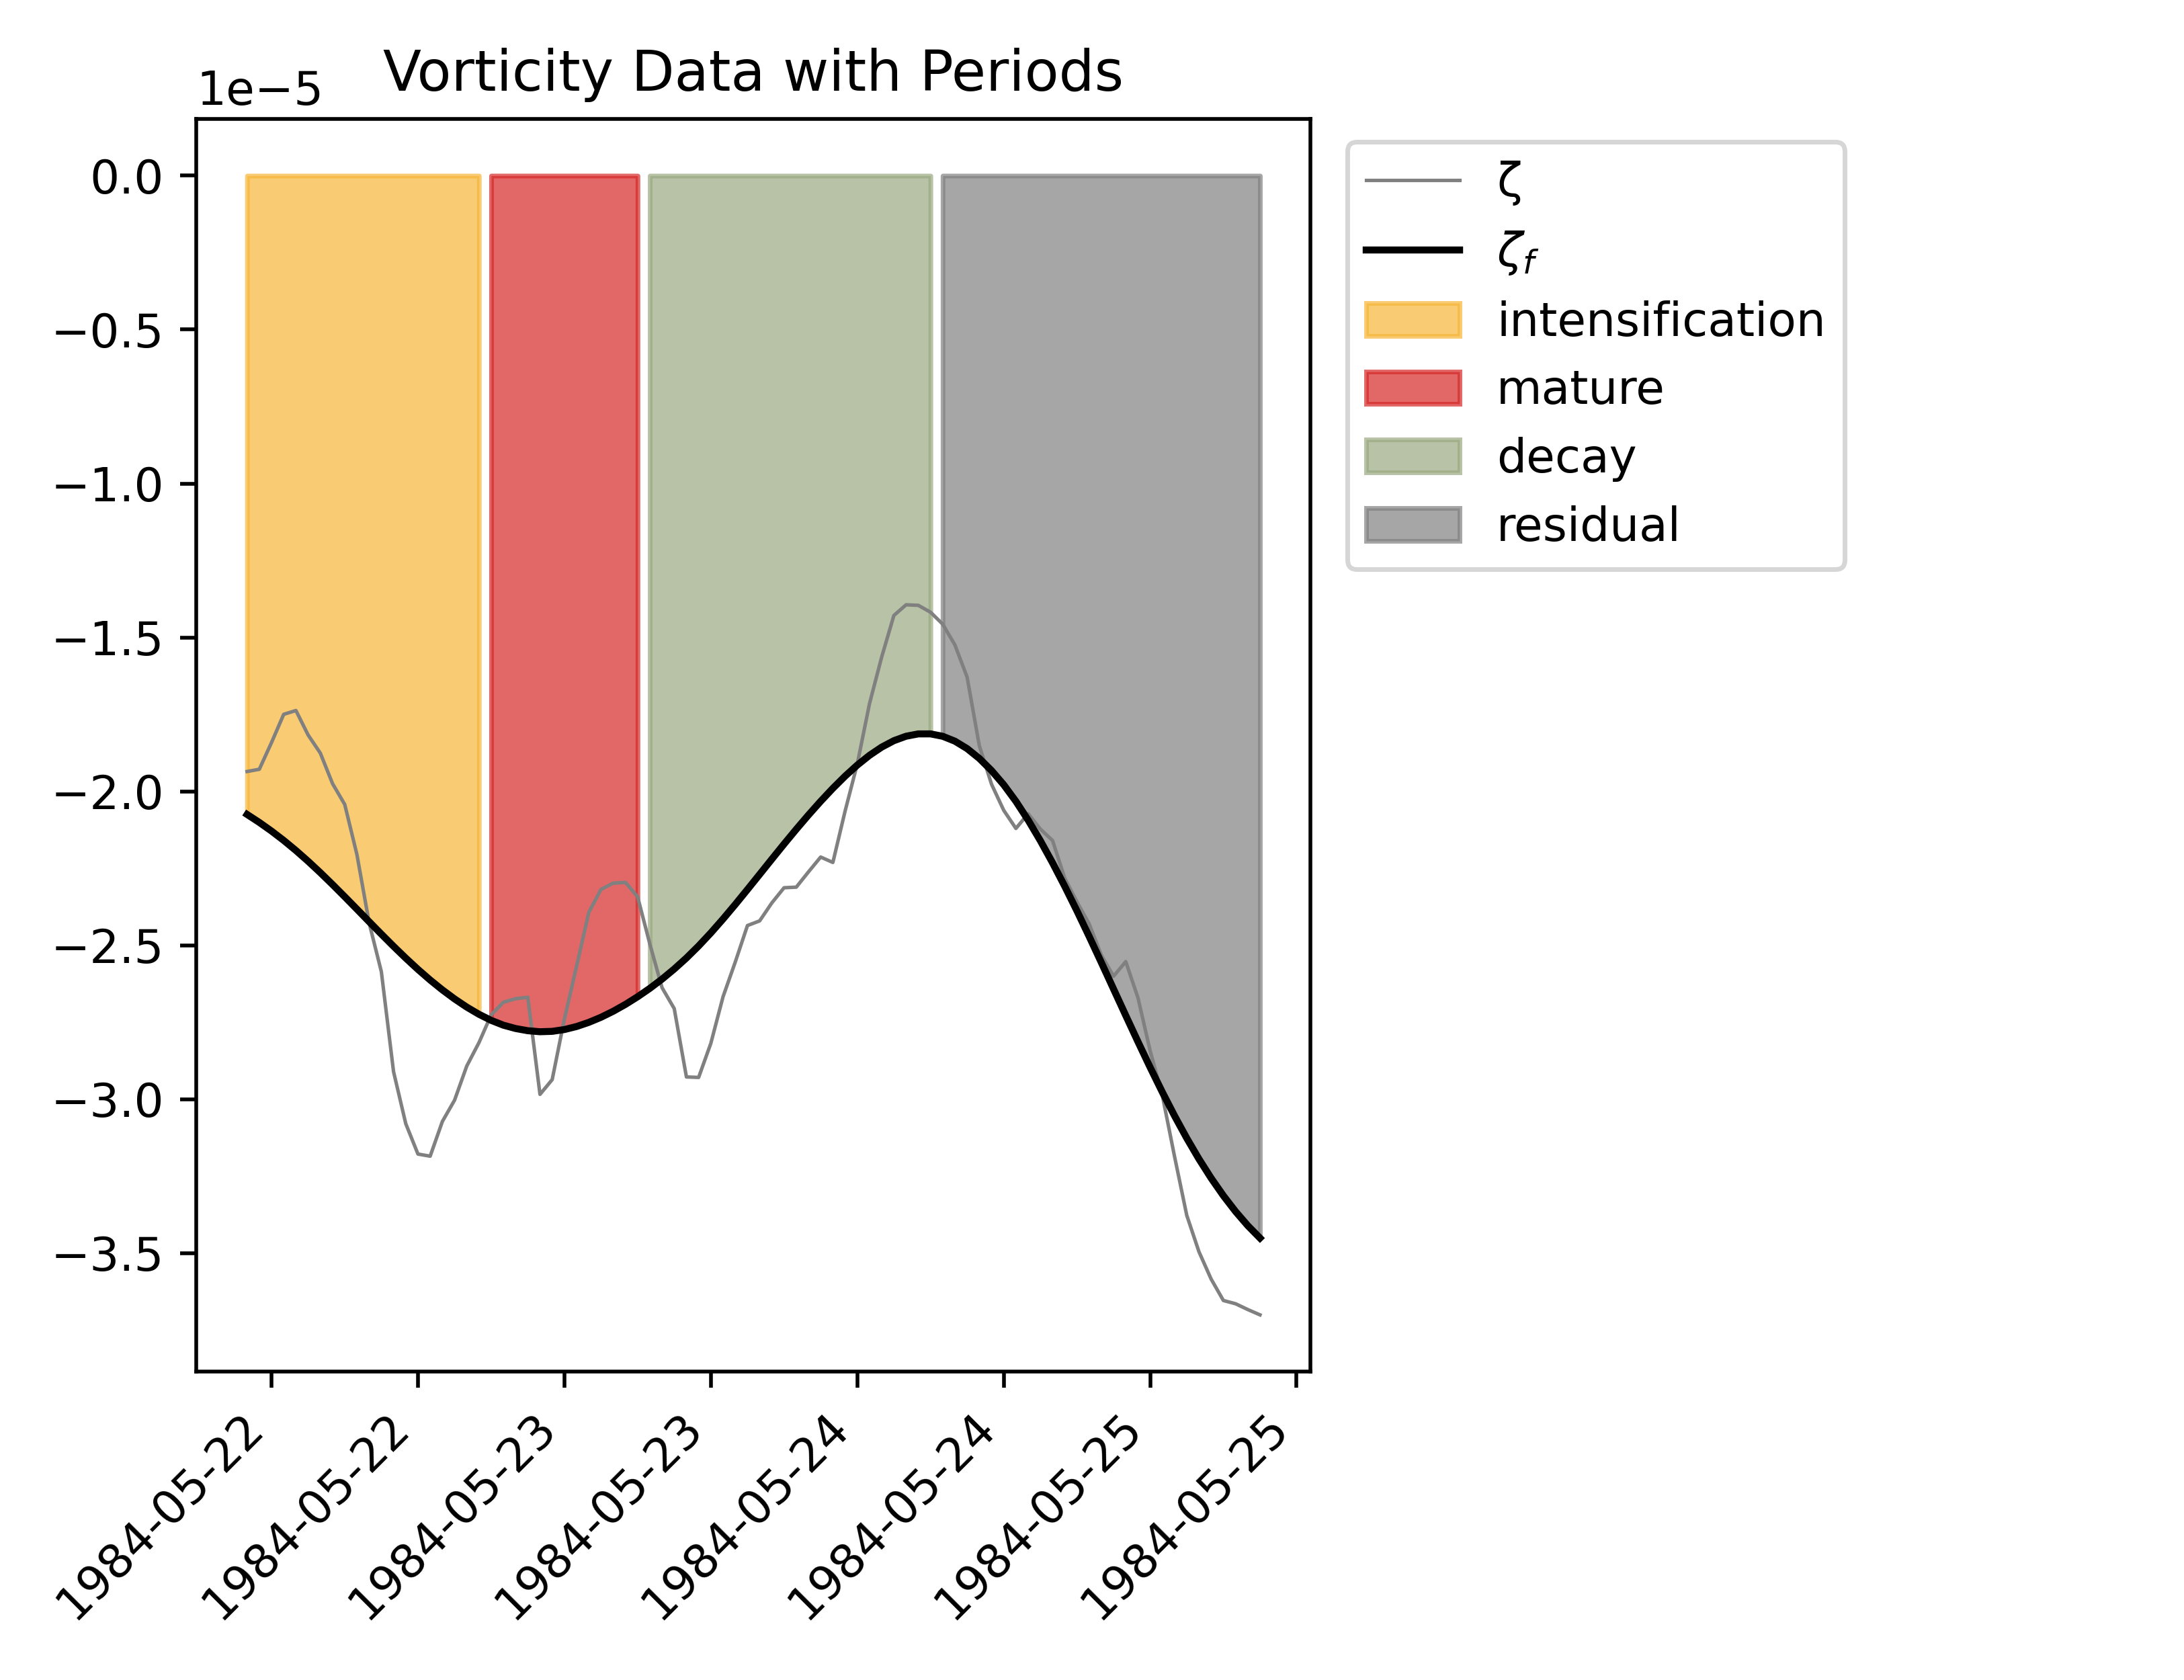 Vorticity Data with Periods
1e−5
0.0
−0.5
−1.0
−1.5
−2.0
−2.5
−3.0
−3.5
1984-05-22
1984-05-22
1984-05-23
1984-05-23
1984-05-24
1984-05-24
1984-05-25
1984-05-25
ζ
ζf
intensification
mature
decay
residual